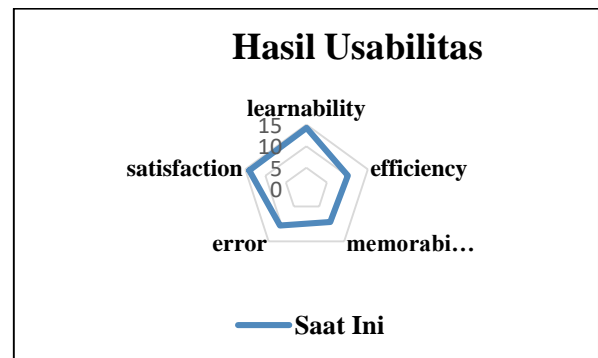 Hasil Usabilitas
learnability
15
10
5
0
efficiency
memorabi...
error
satisfaction
Saat Ini